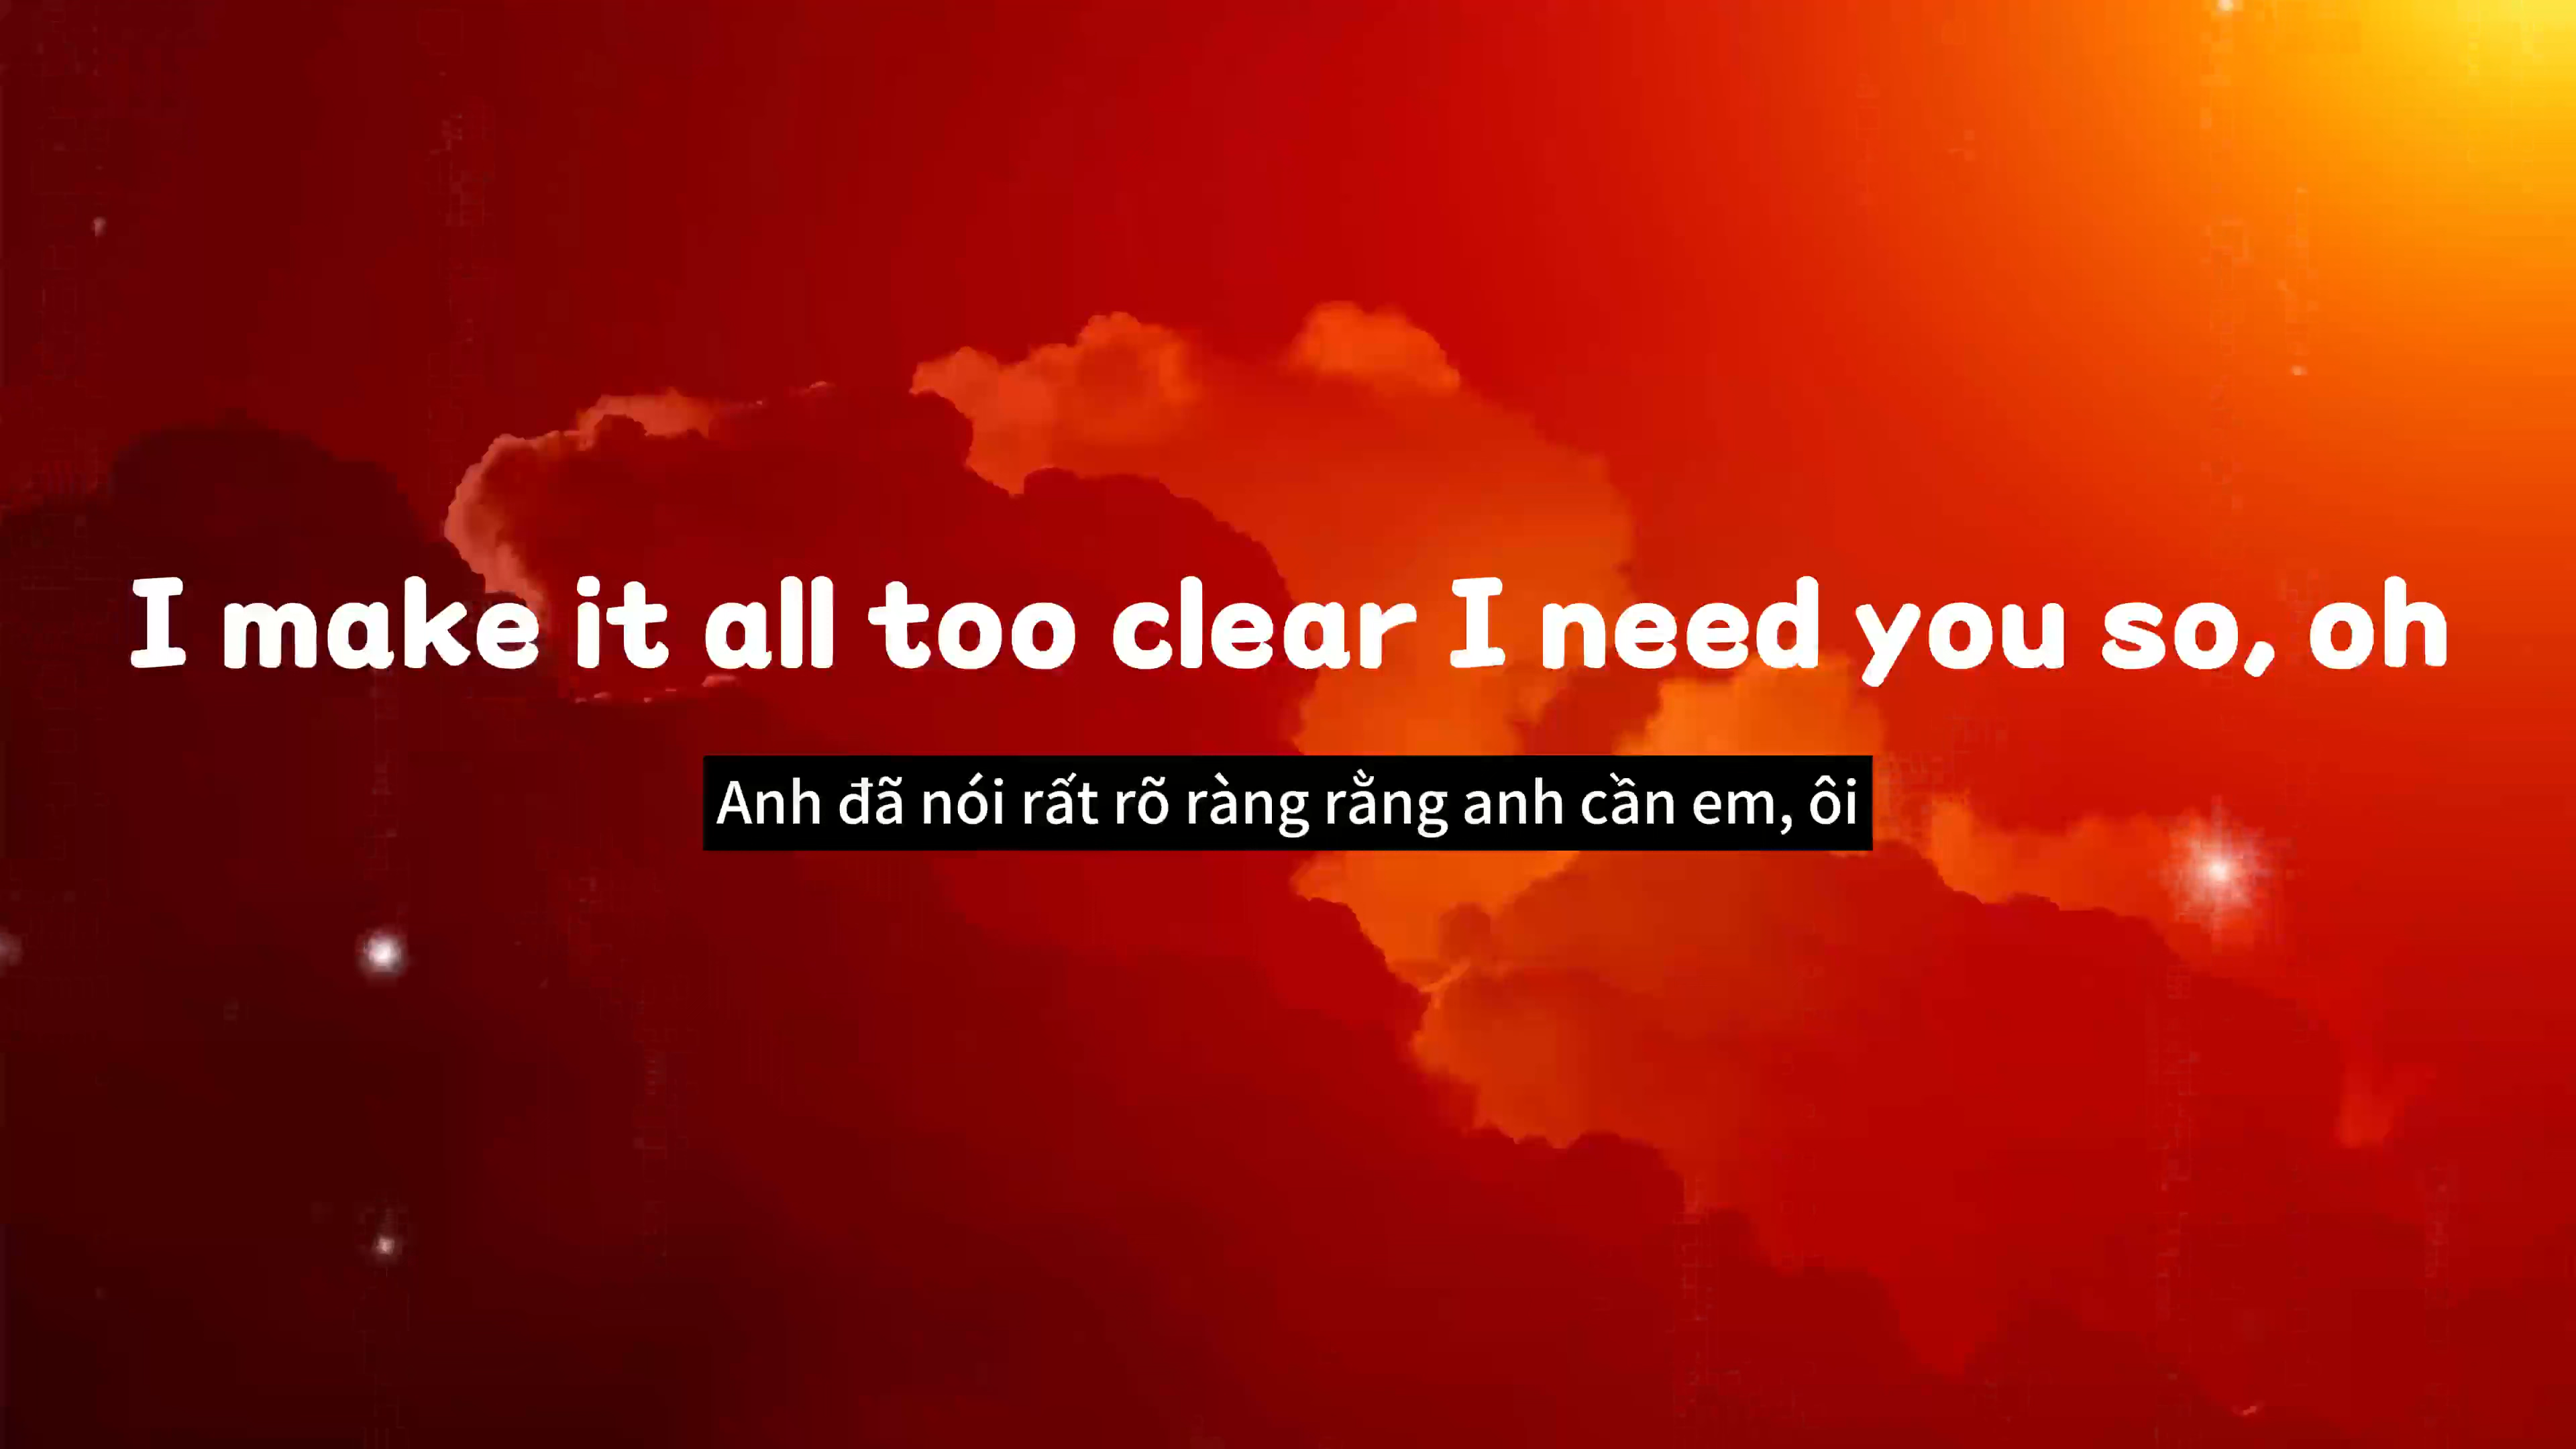 I make it all too clear I need you so, oh
Anh đã nói rất rõ ràng rằng anh cần em, ôi